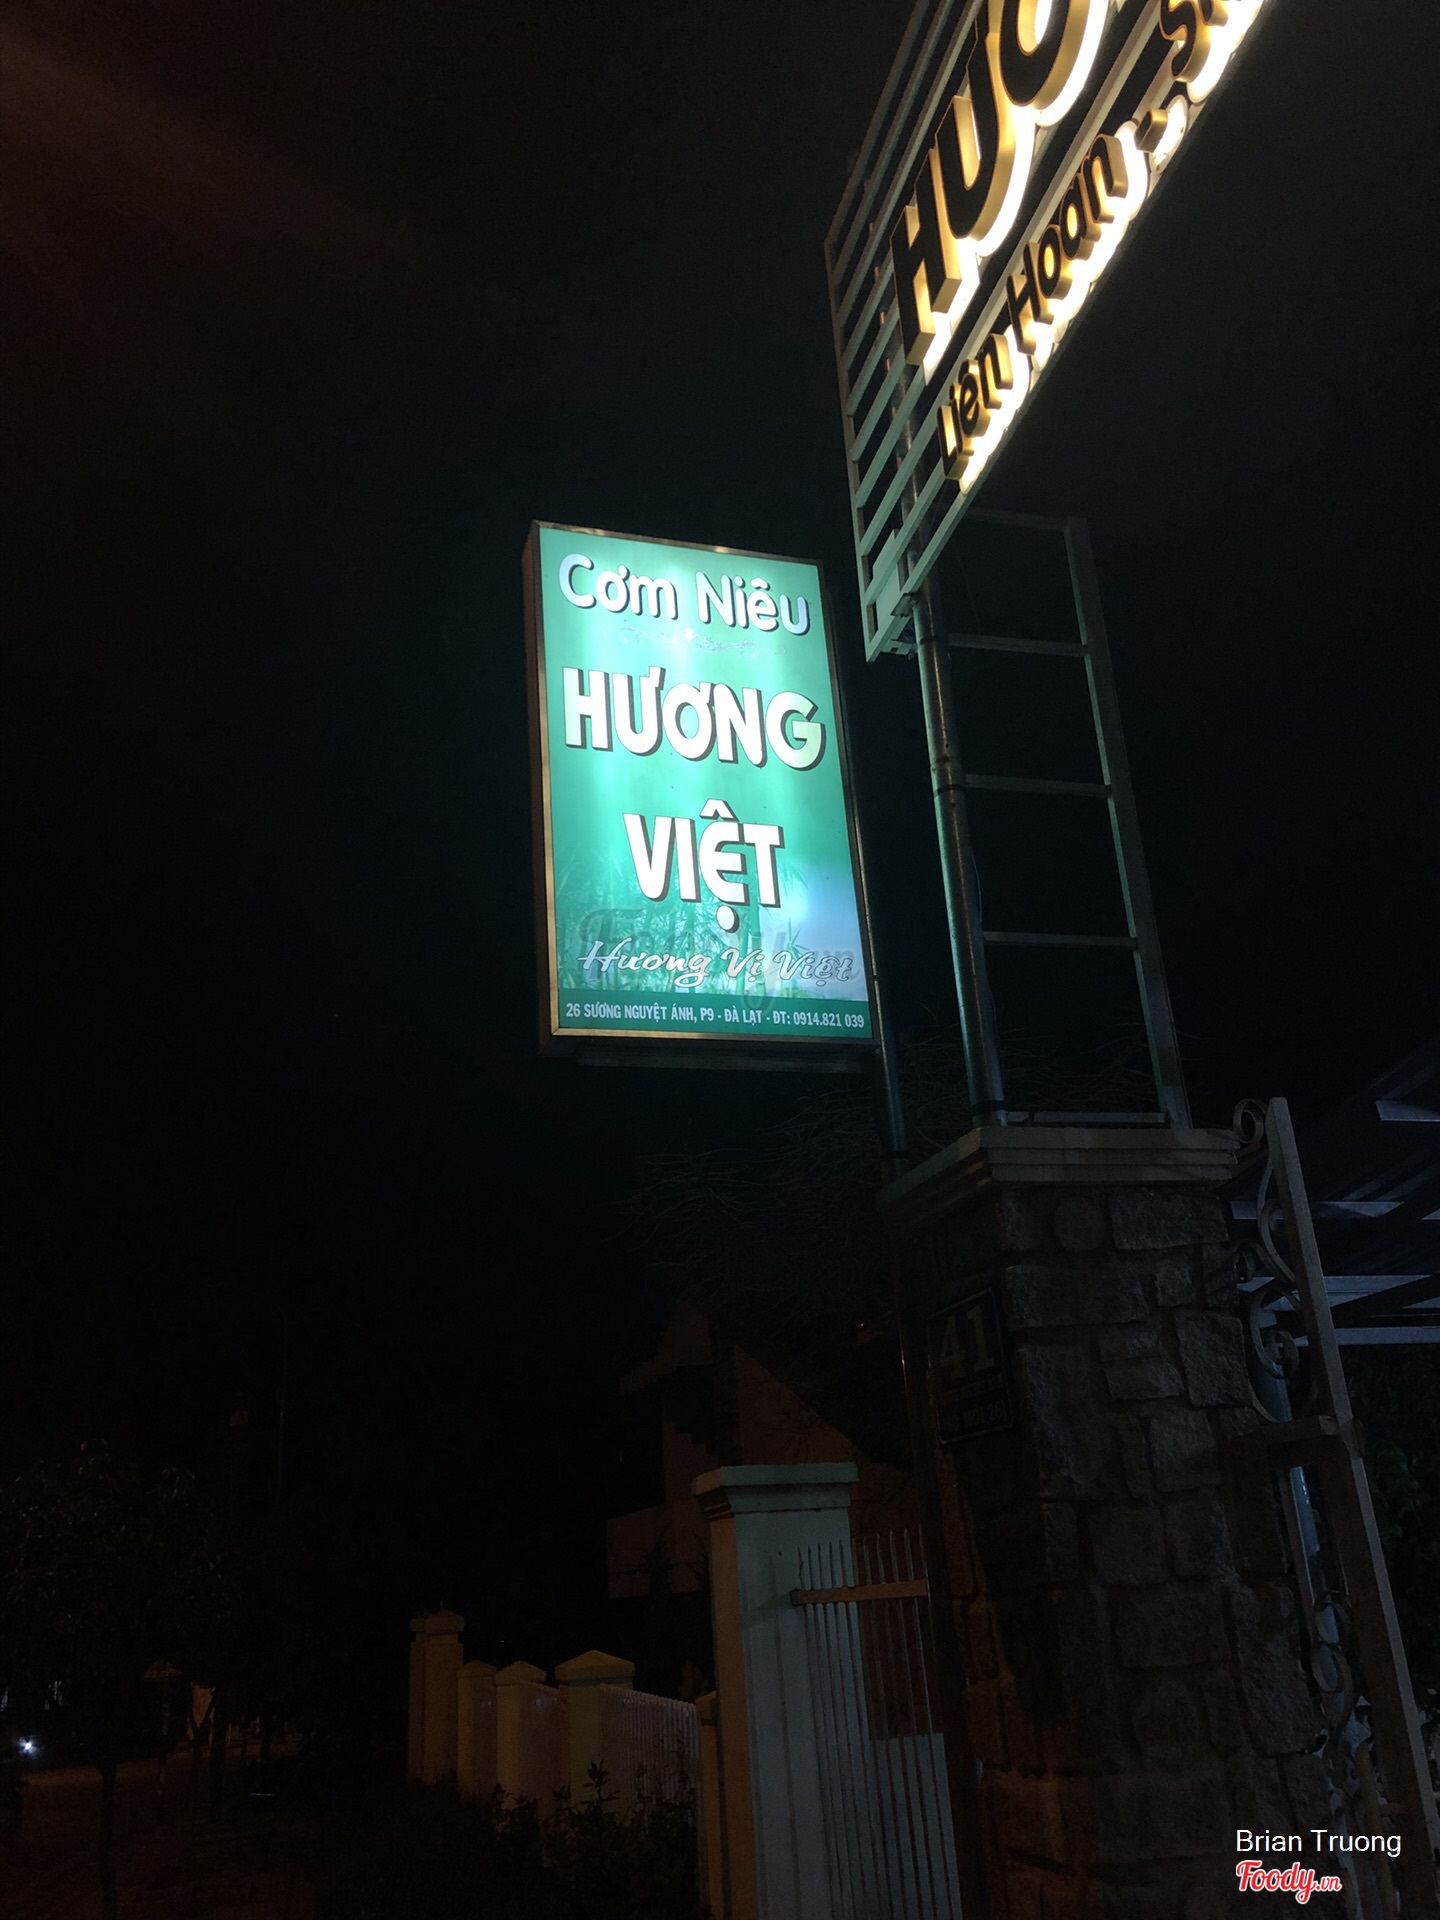 HƯƠ
Liên Hoan -
Cơm Niêu
HƯƠNG
VIỆT
Hương Vị Việt
26 SƯƠNG NGUYỆT ÁNH, P9 - ĐÀ LẠT - ĐT: 0914.821 039
41
Brian Truong
Foody.vn